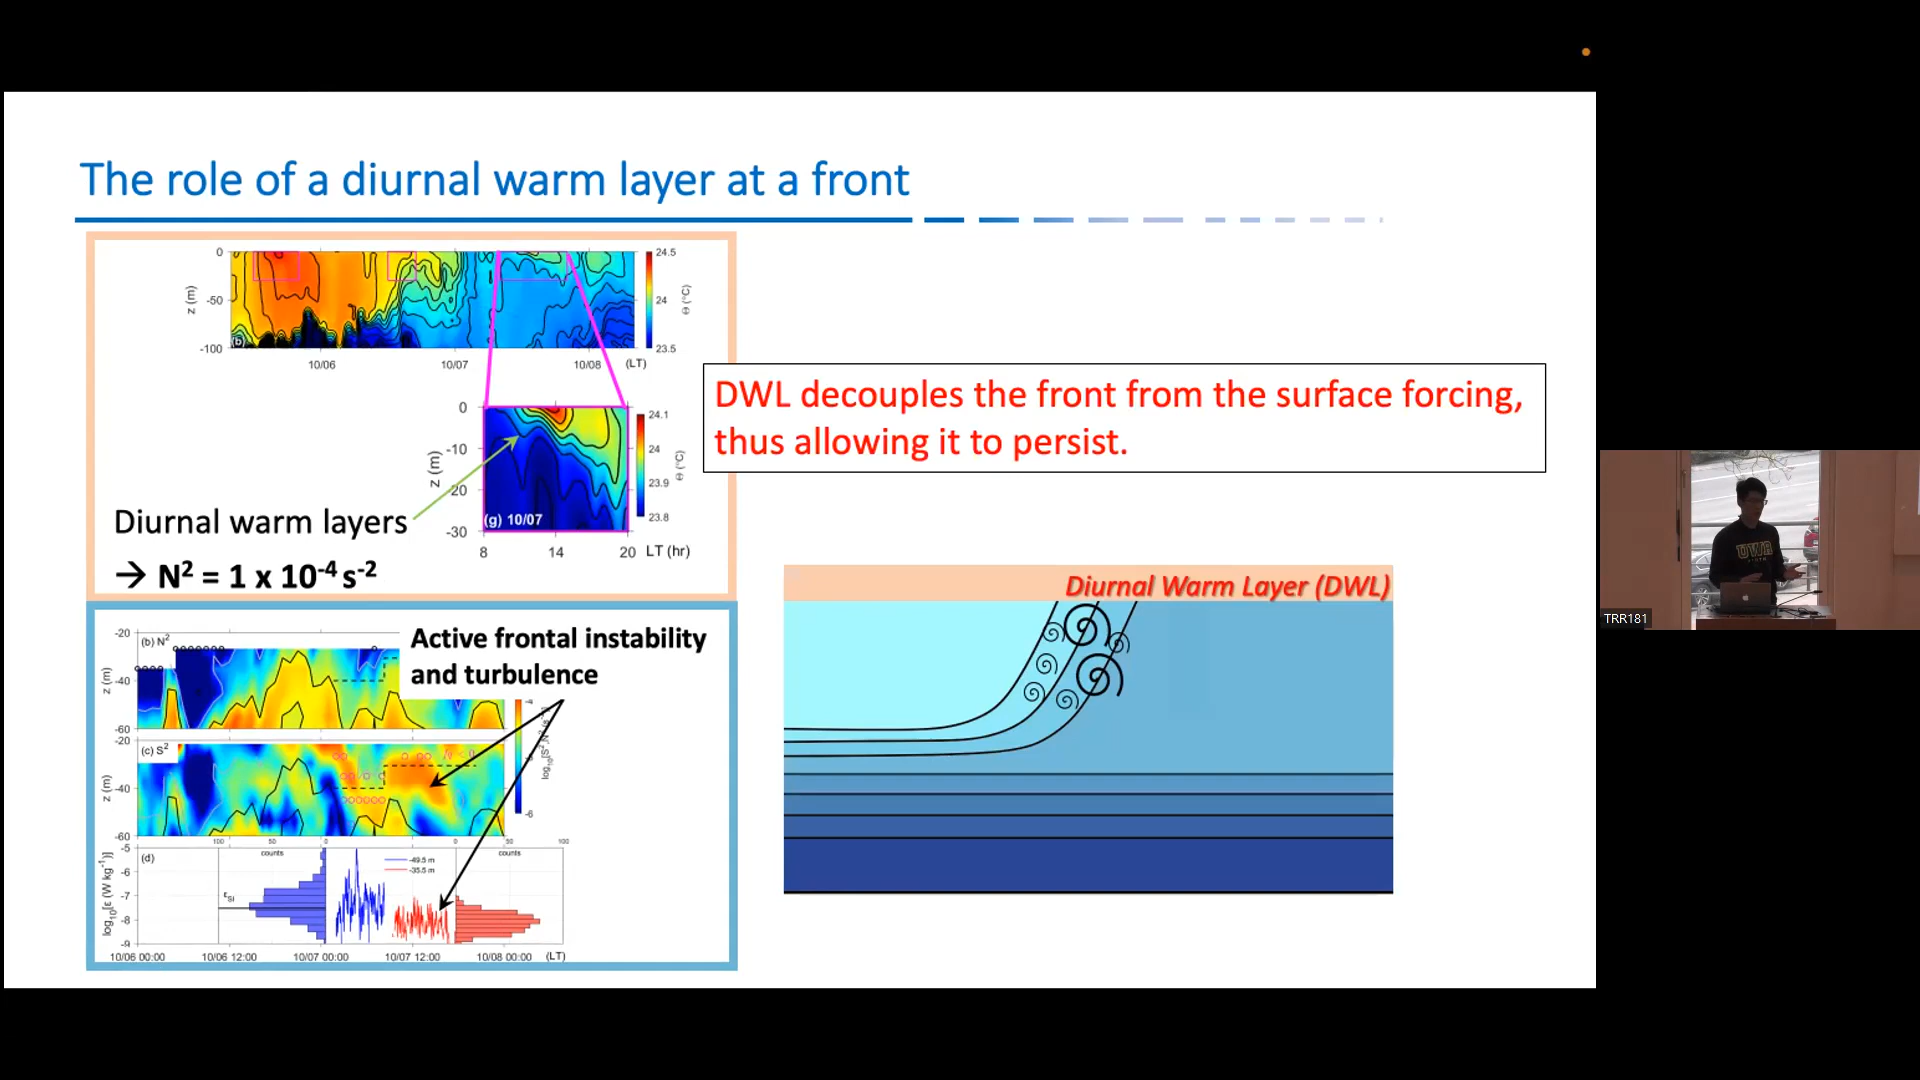 The role of a diurnal warm layer at a front
0
-50
-100
z (m)
(b)
10/06
10/07
10/08
(LT)
24.5
24
23.5
Θ (°C)
0
-10
-20
-30
z (m)
(g) 10/07
8
14
20
LT (hr)
24.1
24
23.9
23.8
Θ (°C)
Diurnal warm layers
→ N² = 1 x 10⁻⁴ s⁻²
DWL decouples the front from the surface forcing,
thus allowing it to persist.
Diurnal Warm Layer (DWL)
Active frontal instability
and turbulence
-20
-40
-60
z (m)
(b) N²
-20
-40
-60
z (m)
(c) S²
-6
100
50
0
0
50
100
counts
counts
(d)
-5
-6
-7
-8
-9
log₁₀[ε (W kg⁻¹)]
-49.5 m
-35.5 m
10/06 00:00
10/06 12:00
10/07 00:00
10/07 12:00
10/08 00:00
(LT)
UWA
TRR181